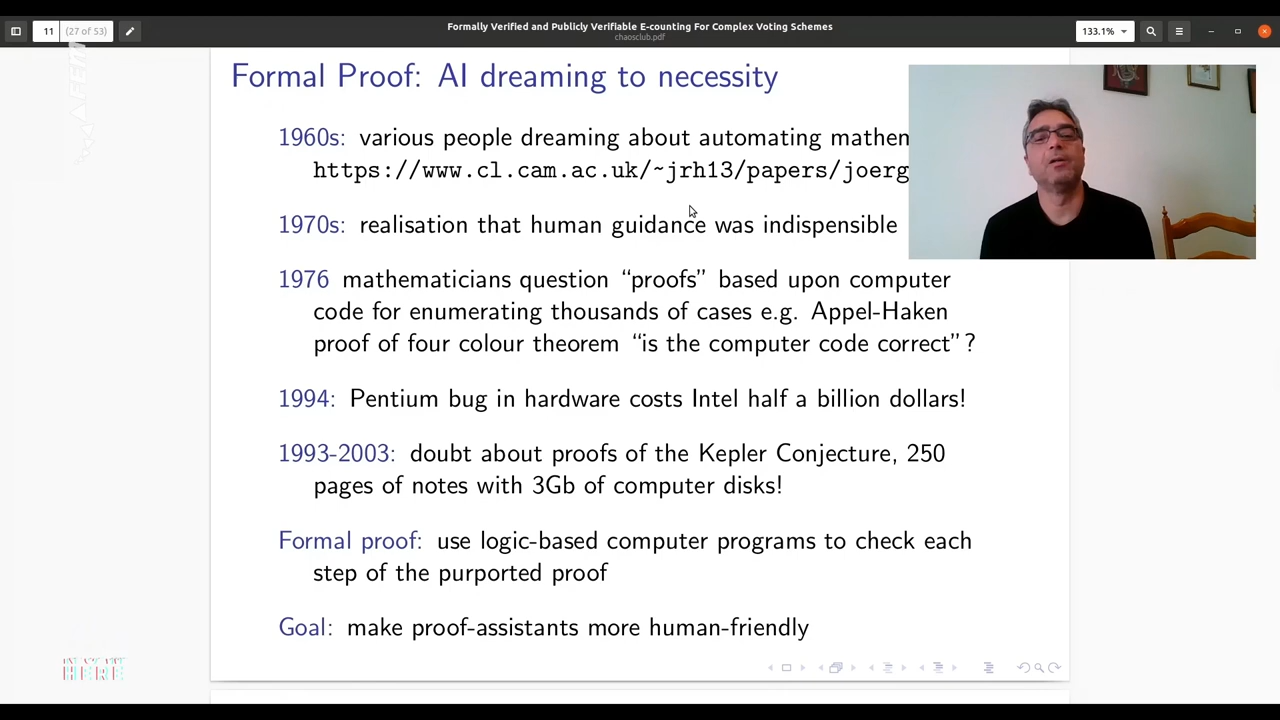 Formally Verified and Publicly Verifiable E-counting For Complex Voting Schemes
chaosclub.pdf
11 (27 of 53)
133.1%
Formal Proof: AI dreaming to necessity
1960s: various people dreaming about automating mathem
https://www.cl.cam.ac.uk/~jrh13/papers/joerg
1970s: realisation that human guidance was indispensible
1976 mathematicians question “proofs” based upon computer
code for enumerating thousands of cases e.g. Appel-Haken
proof of four colour theorem “is the computer code correct”?
1994: Pentium bug in hardware costs Intel half a billion dollars!
1993-2003: doubt about proofs of the Kepler Conjecture, 250
pages of notes with 3Gb of computer disks!
Formal proof: use logic-based computer programs to check each
step of the purported proof
Goal: make proof-assistants more human-friendly
HERE